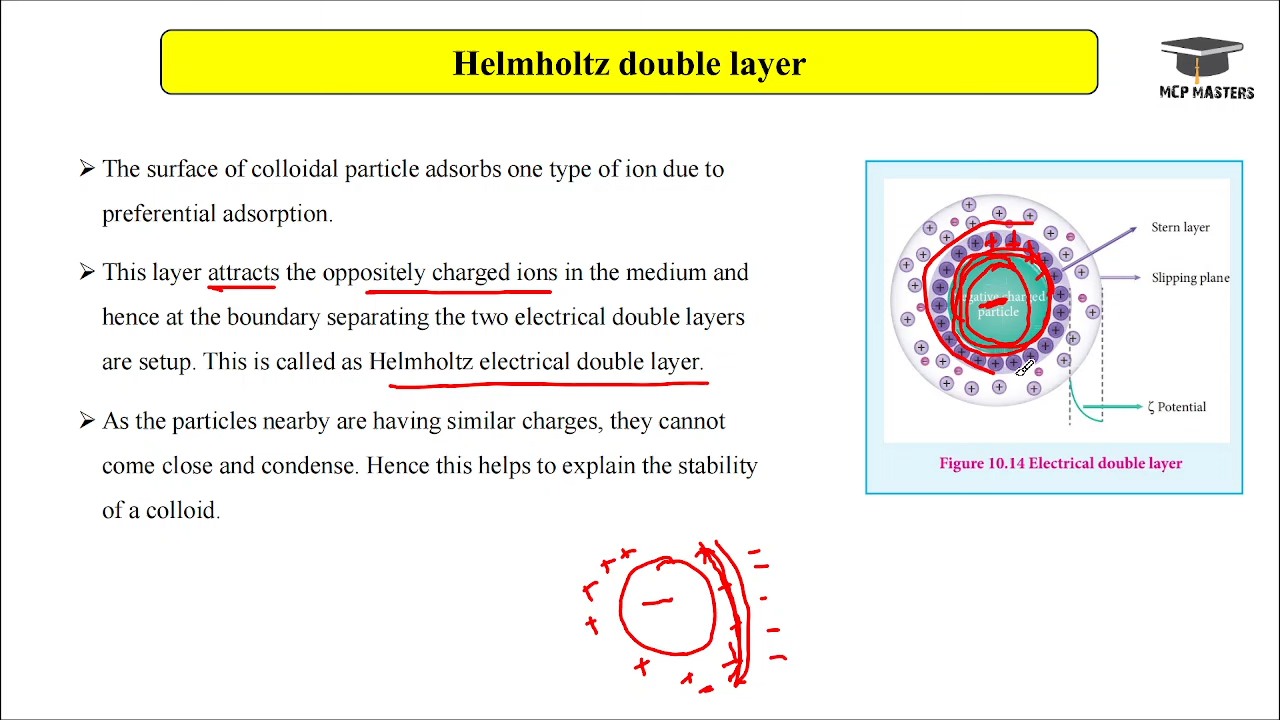 Helmholtz double layer
MCP MASTERS
➢ The surface of colloidal particle adsorbs one type of ion due to
preferential adsorption.
➢ This layer attracts the oppositely charged ions in the medium and
hence at the boundary separating the two electrical double layers
are setup. This is called as Helmholtz electrical double layer.
➢ As the particles nearby are having similar charges, they cannot
come close and condense. Hence this helps to explain the stability
of a colloid.
Stern layer
Slipping plane
charged
particle
ζ Potential
Figure 10.14 Electrical double layer